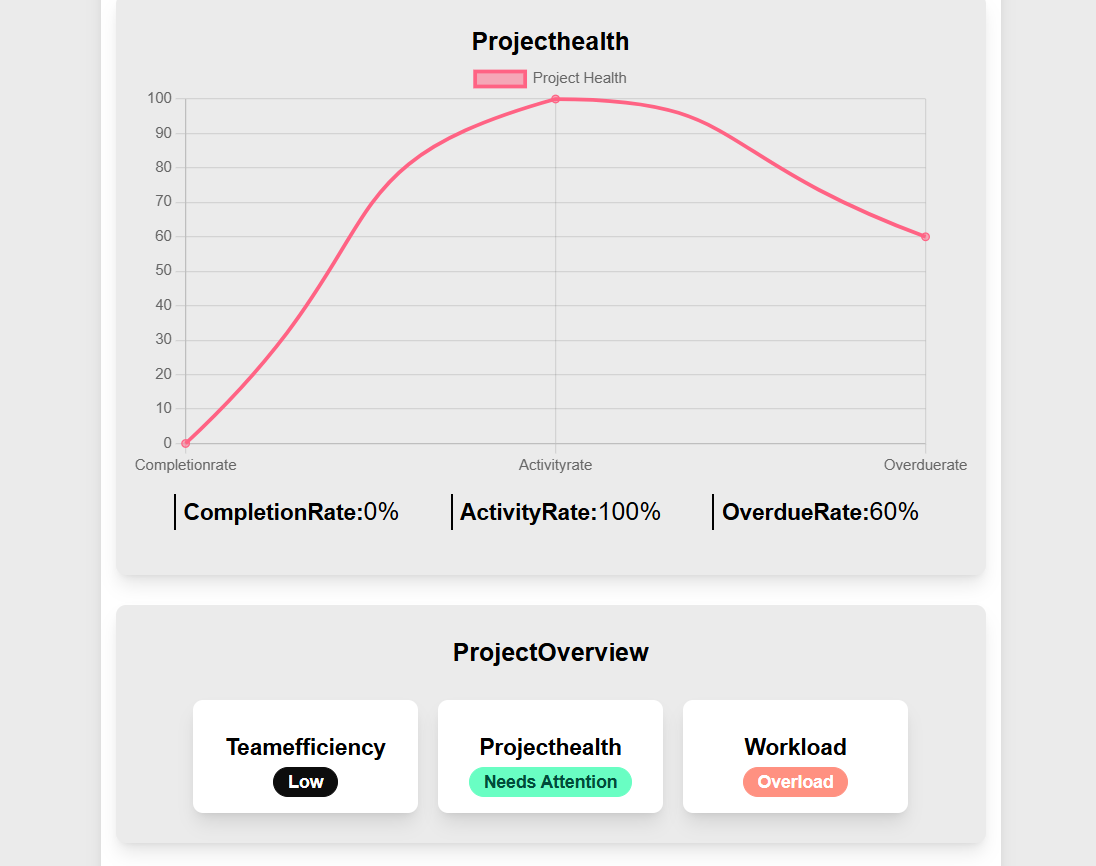 Projecthealth
Project Health
100
90
80
70
60
50
40
30
20
10
0
Completionrate Activityrate Overduerate
CompletionRate:0% ActivityRate:100% OverdueRate:60%
ProjectOverview
Teamefficiency Projecthealth Workload
Low Needs Attention Overload